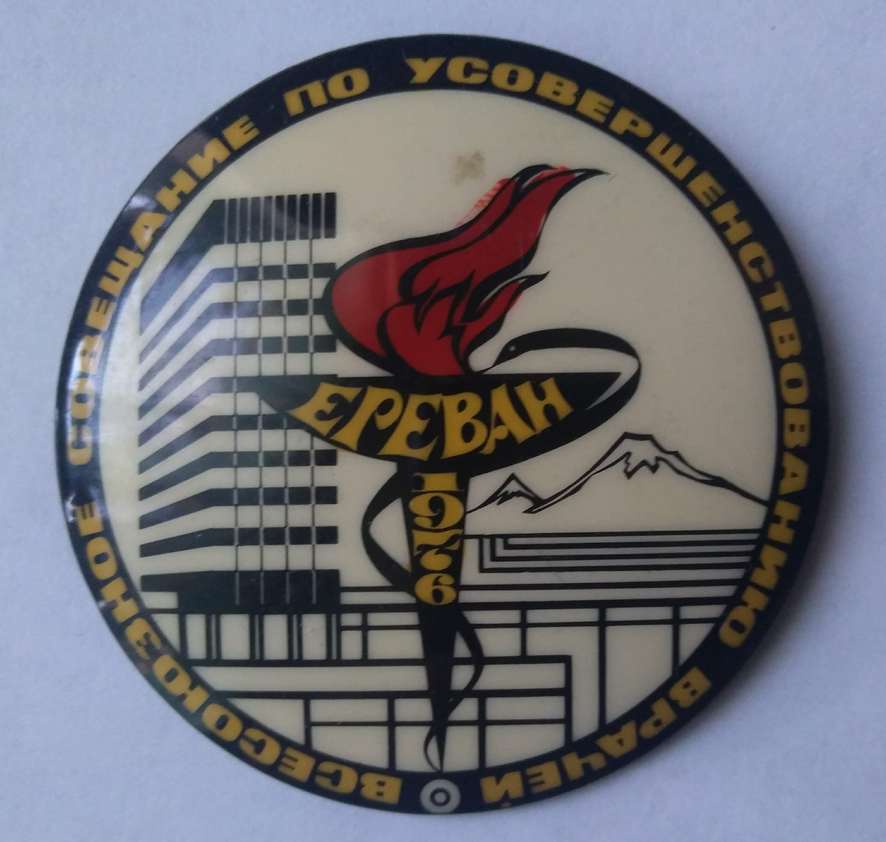 ВСЕСОЮЗНОЕ СОВЕЩАНИЕ ПО УСОВЕРШЕНСТВОВАНИЮ ВРАЧЕЙ
ЕРЕВАН
1976